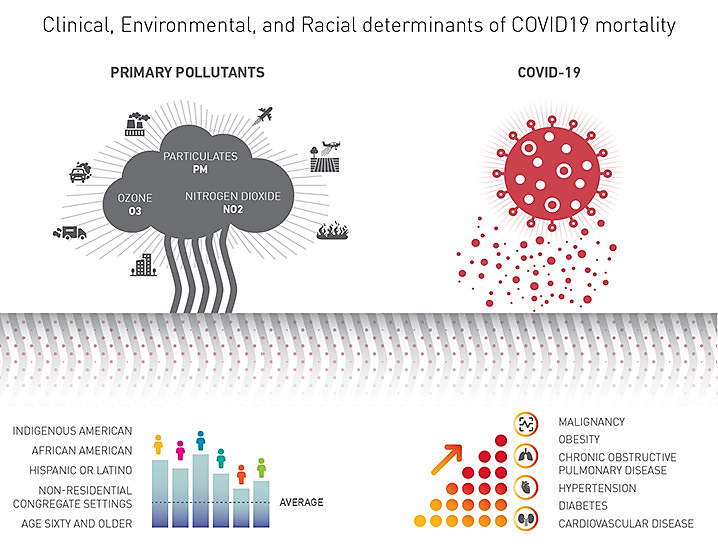 Clinical, Environmental, and Racial determinants of COVID19 mortality
PRIMARY POLLUTANTS
COVID-19
PARTICULATES
PM
OZONE
O3
NITROGEN DIOXIDE
NO2
INDIGENOUS AMERICAN
AFRICAN AMERICAN
HISPANIC OR LATINO
NON-RESIDENTIAL
CONGREGATE SETTINGS
AGE SIXTY AND OLDER
AVERAGE
MALIGNANCY
OBESITY
CHRONIC OBSTRUCTIVE
PULMONARY DISEASE
HYPERTENSION
DIABETES
CARDIOVASCULAR DISEASE